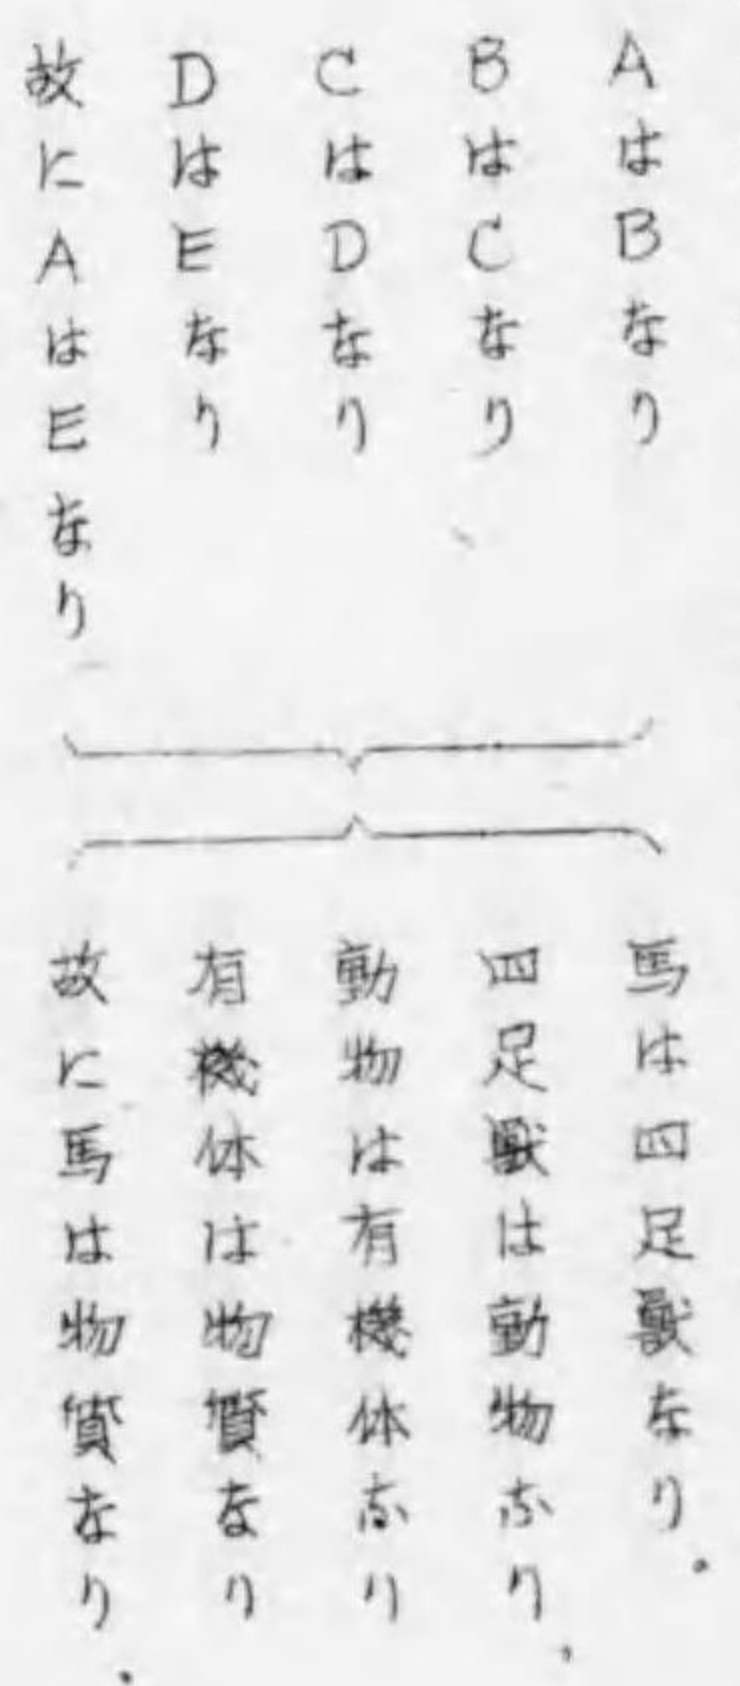 AはBなり
BはCなり
CはDなり
DはEなり
故にAはEなり
馬は四足獣なり。
四足獣は動物なり、
動物は有機体なり
有機体は物質なり
故に馬は物質なり。